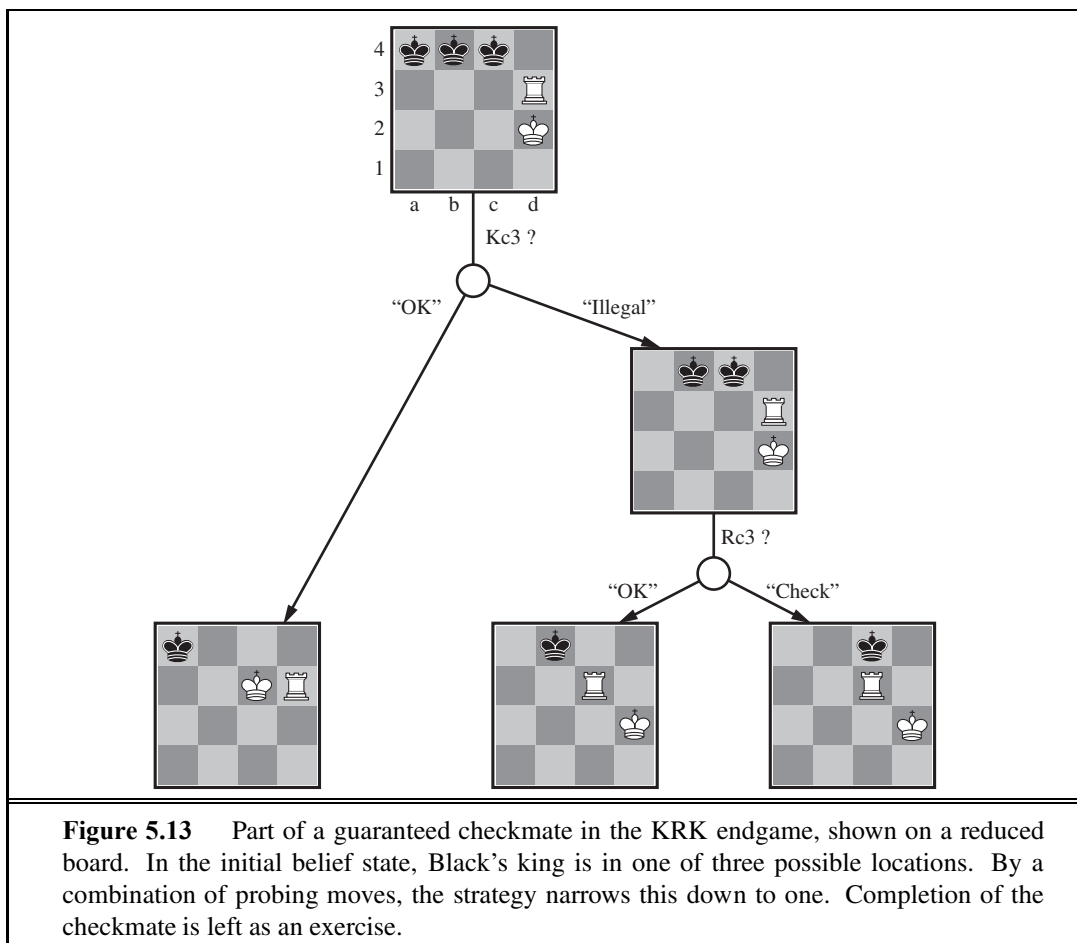 4
3
2
1
a b c d
Kc3 ?
“OK” “Illegal”
Rc3 ?
“OK” “Check”
Figure 5.13 Part of a guaranteed checkmate in the KRK endgame, shown on a reduced
board. In the initial belief state, Black’s king is in one of three possible locations. By a
combination of probing moves, the strategy narrows this down to one. Completion of the
checkmate is left as an exercise.